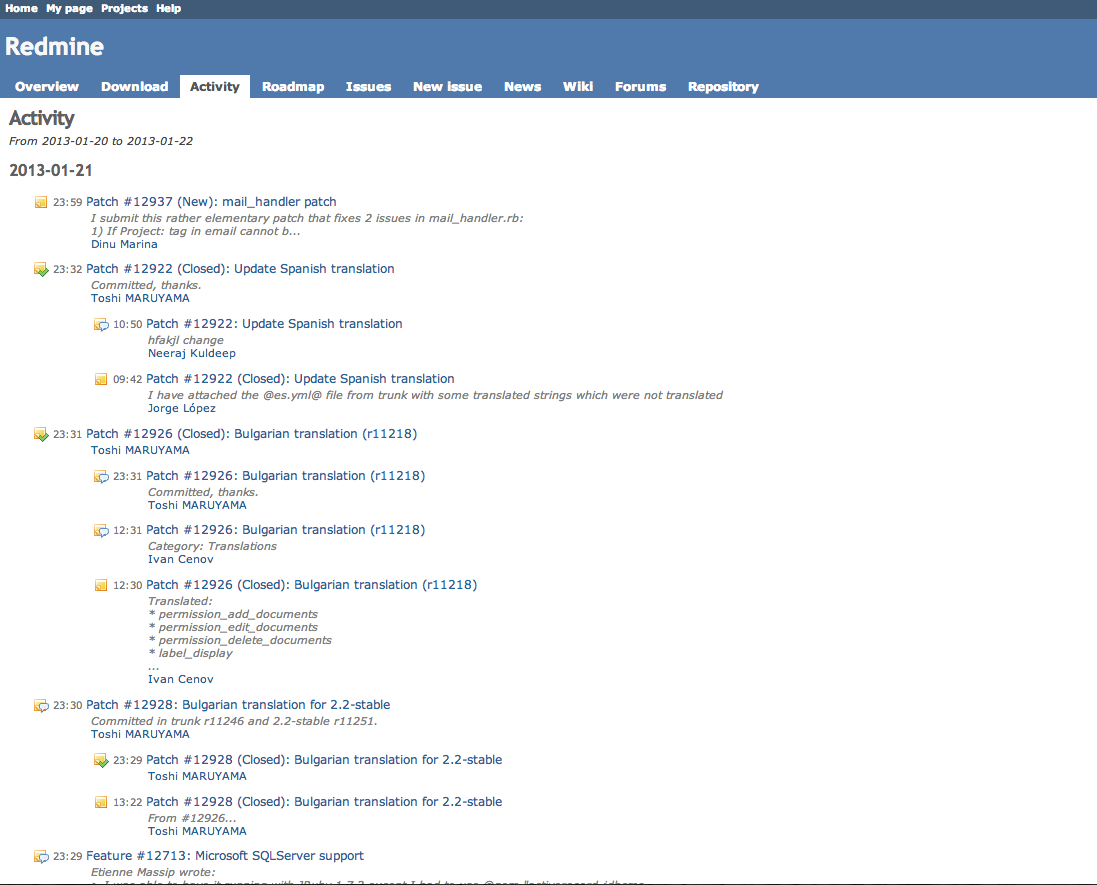 Home My page Projects Help
Redmine
Overview Download Activity Roadmap Issues New issue News Wiki Forums Repository
Activity
From 2013-01-20 to 2013-01-22
2013-01-21
23:59 Patch #12937 (New): mail_handler patch
I submit this rather elementary patch that fixes 2 issues in mail_handler.rb:
1) If Project: tag in email cannot b...
Dinu Marina
23:32 Patch #12922 (Closed): Update Spanish translation
Committed, thanks.
Toshi MARUYAMA
10:50 Patch #12922: Update Spanish translation
hfakjl change
Neeraj Kuldeep
09:42 Patch #12922 (Closed): Update Spanish translation
I have attached the @es.yml@ file from trunk with some translated strings which were not translated
Jorge López
23:31 Patch #12926 (Closed): Bulgarian translation (r11218)
Toshi MARUYAMA
23:31 Patch #12926: Bulgarian translation (r11218)
Committed, thanks.
Toshi MARUYAMA
12:31 Patch #12926: Bulgarian translation (r11218)
Category: Translations
Ivan Cenov
12:30 Patch #12926 (Closed): Bulgarian translation (r11218)
Translated:
* permission_add_documents
* permission_edit_documents
* permission_delete_documents
* label_display
...
Ivan Cenov
23:30 Patch #12928: Bulgarian translation for 2.2-stable
Committed in trunk r11246 and 2.2-stable r11251.
Toshi MARUYAMA
23:29 Patch #12928 (Closed): Bulgarian translation for 2.2-stable
Toshi MARUYAMA
13:22 Patch #12928 (Closed): Bulgarian translation for 2.2-stable
From #12926...
Toshi MARUYAMA
23:29 Feature #12713: Microsoft SQLServer support
Etienne Massip wrote: